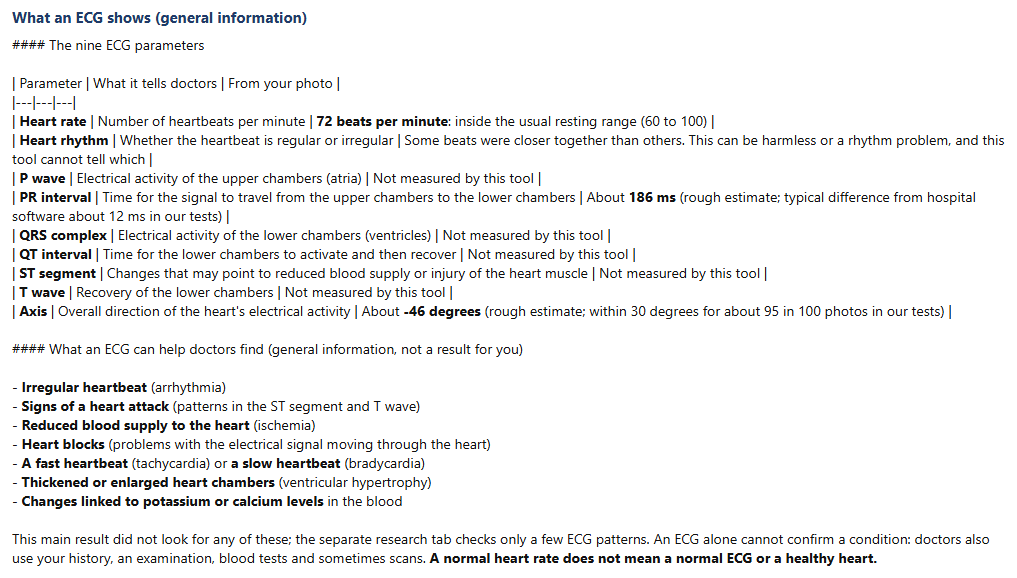 What an ECG shows (general information)
#### The nine ECG parameters
| Parameter | What it tells doctors | From your photo |
|---|---|---|
| Heart rate | Number of heartbeats per minute | 72 beats per minute: inside the usual resting range (60 to 100) |
| Heart rhythm | Whether the heartbeat is regular or irregular | Some beats were closer together than others. This can be harmless or a rhythm problem, and this
tool cannot tell which |
| P wave | Electrical activity of the upper chambers (atria) | Not measured by this tool |
| PR interval | Time for the signal to travel from the upper chambers to the lower chambers | About 186 ms (rough estimate; typical difference from hospital
software about 12 ms in our tests) |
| QRS complex | Electrical activity of the lower chambers (ventricles) | Not measured by this tool |
| QT interval | Time for the lower chambers to activate and then recover | Not measured by this tool |
| ST segment | Changes that may point to reduced blood supply or injury of the heart muscle | Not measured by this tool |
| T wave | Recovery of the lower chambers | Not measured by this tool |
| Axis | Overall direction of the heart's electrical activity | About -46 degrees (rough estimate; within 30 degrees for about 95 in 100 photos in our tests) |
#### What an ECG can help doctors find (general information, not a result for you)
- Irregular heartbeat (arrhythmia)
- Signs of a heart attack (patterns in the ST segment and T wave)
- Reduced blood supply to the heart (ischemia)
- Heart blocks (problems with the electrical signal moving through the heart)
- A fast heartbeat (tachycardia) or a slow heartbeat (bradycardia)
- Thickened or enlarged heart chambers (ventricular hypertrophy)
- Changes linked to potassium or calcium levels in the blood
This main result did not look for any of these; the separate research tab checks only a few ECG patterns. An ECG alone cannot confirm a condition: doctors also
use your history, an examination, blood tests and sometimes scans. A normal heart rate does not mean a normal ECG or a healthy heart.